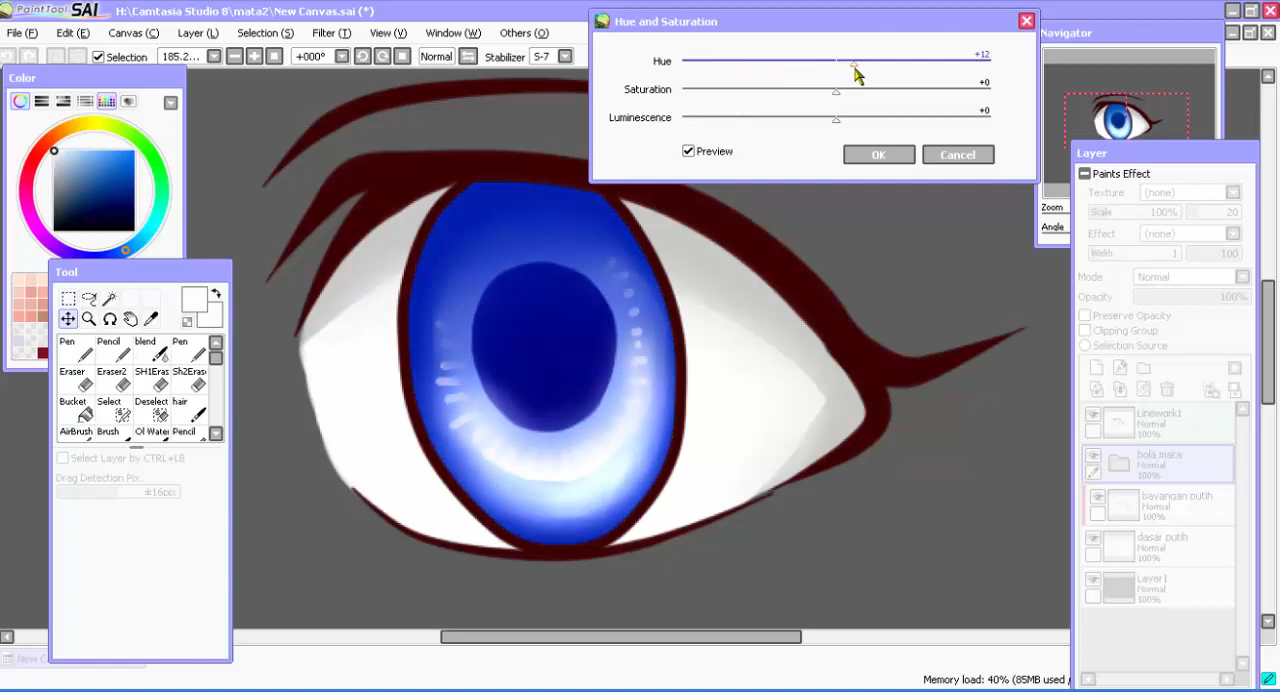 PaintTool SAI H:\Camtasia Studio 8\mata2\New Canvas.sai (*)
File (F) Edit (E) Canvas (C) Layer (L) Selection (S) Filter (T) View (V) Window (W) Others (O)
Selection 185.2... +000° Normal Stabilizer S-7
Color
Hue and Saturation
Hue +12
Saturation +0
Luminescence +0
Preview OK Cancel
Navigator
Zoom
Angle
Tool
Pen Pencil blend Pen
Eraser Eraser2 SH1Eras Sh2Eras
Bucket Select Deselect hair
AirBrush Brush Oil Water Pencil
Select Layer by CTRL+LB
Drag Detection Pix.
±16pix
Layer
Paints Effect
Texture (none)
Scale 100% 20
Effect (none)
Width 1 100
Mode Normal
Opacity 100%
Preserve Opacity
Clipping Group
Selection Source
Linework1
Normal
100%
bola mata
Normal
100%
bayangan putih
Normal
100%
dasar putih
Normal
100%
Layer1
Normal
100%
Memory load: 40% (85MB used /